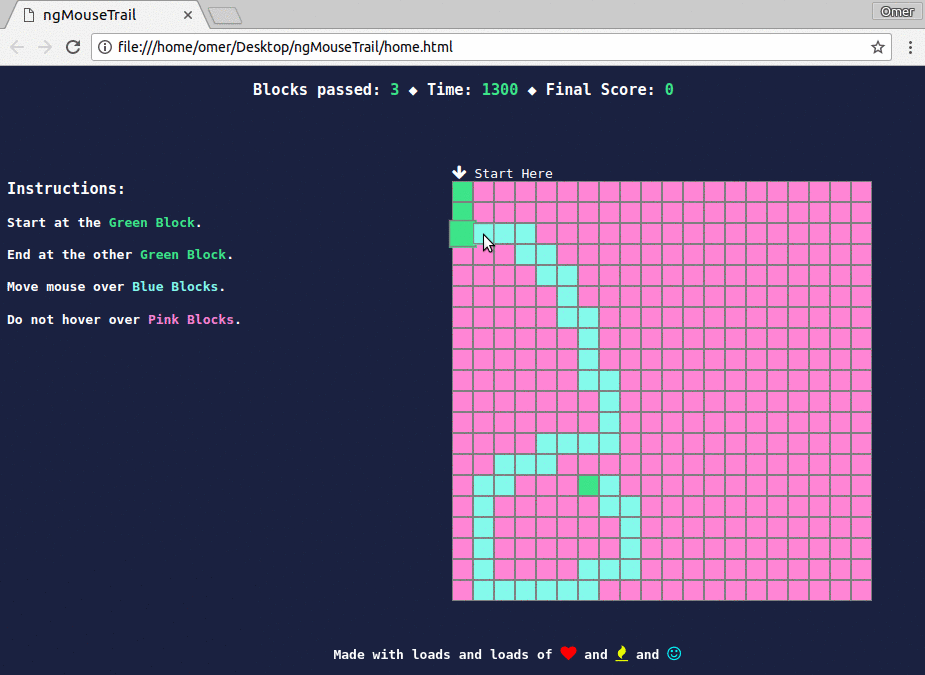 ngMouseTrail
Omer
file:///home/omer/Desktop/ngMouseTrail/home.html
Blocks passed: 3 ◆ Time: 1300 ◆ Final Score: 0
Start Here
Instructions:
Start at the Green Block.
End at the other Green Block.
Move mouse over Blue Blocks.
Do not hover over Pink Blocks.
Made with loads and loads of and and